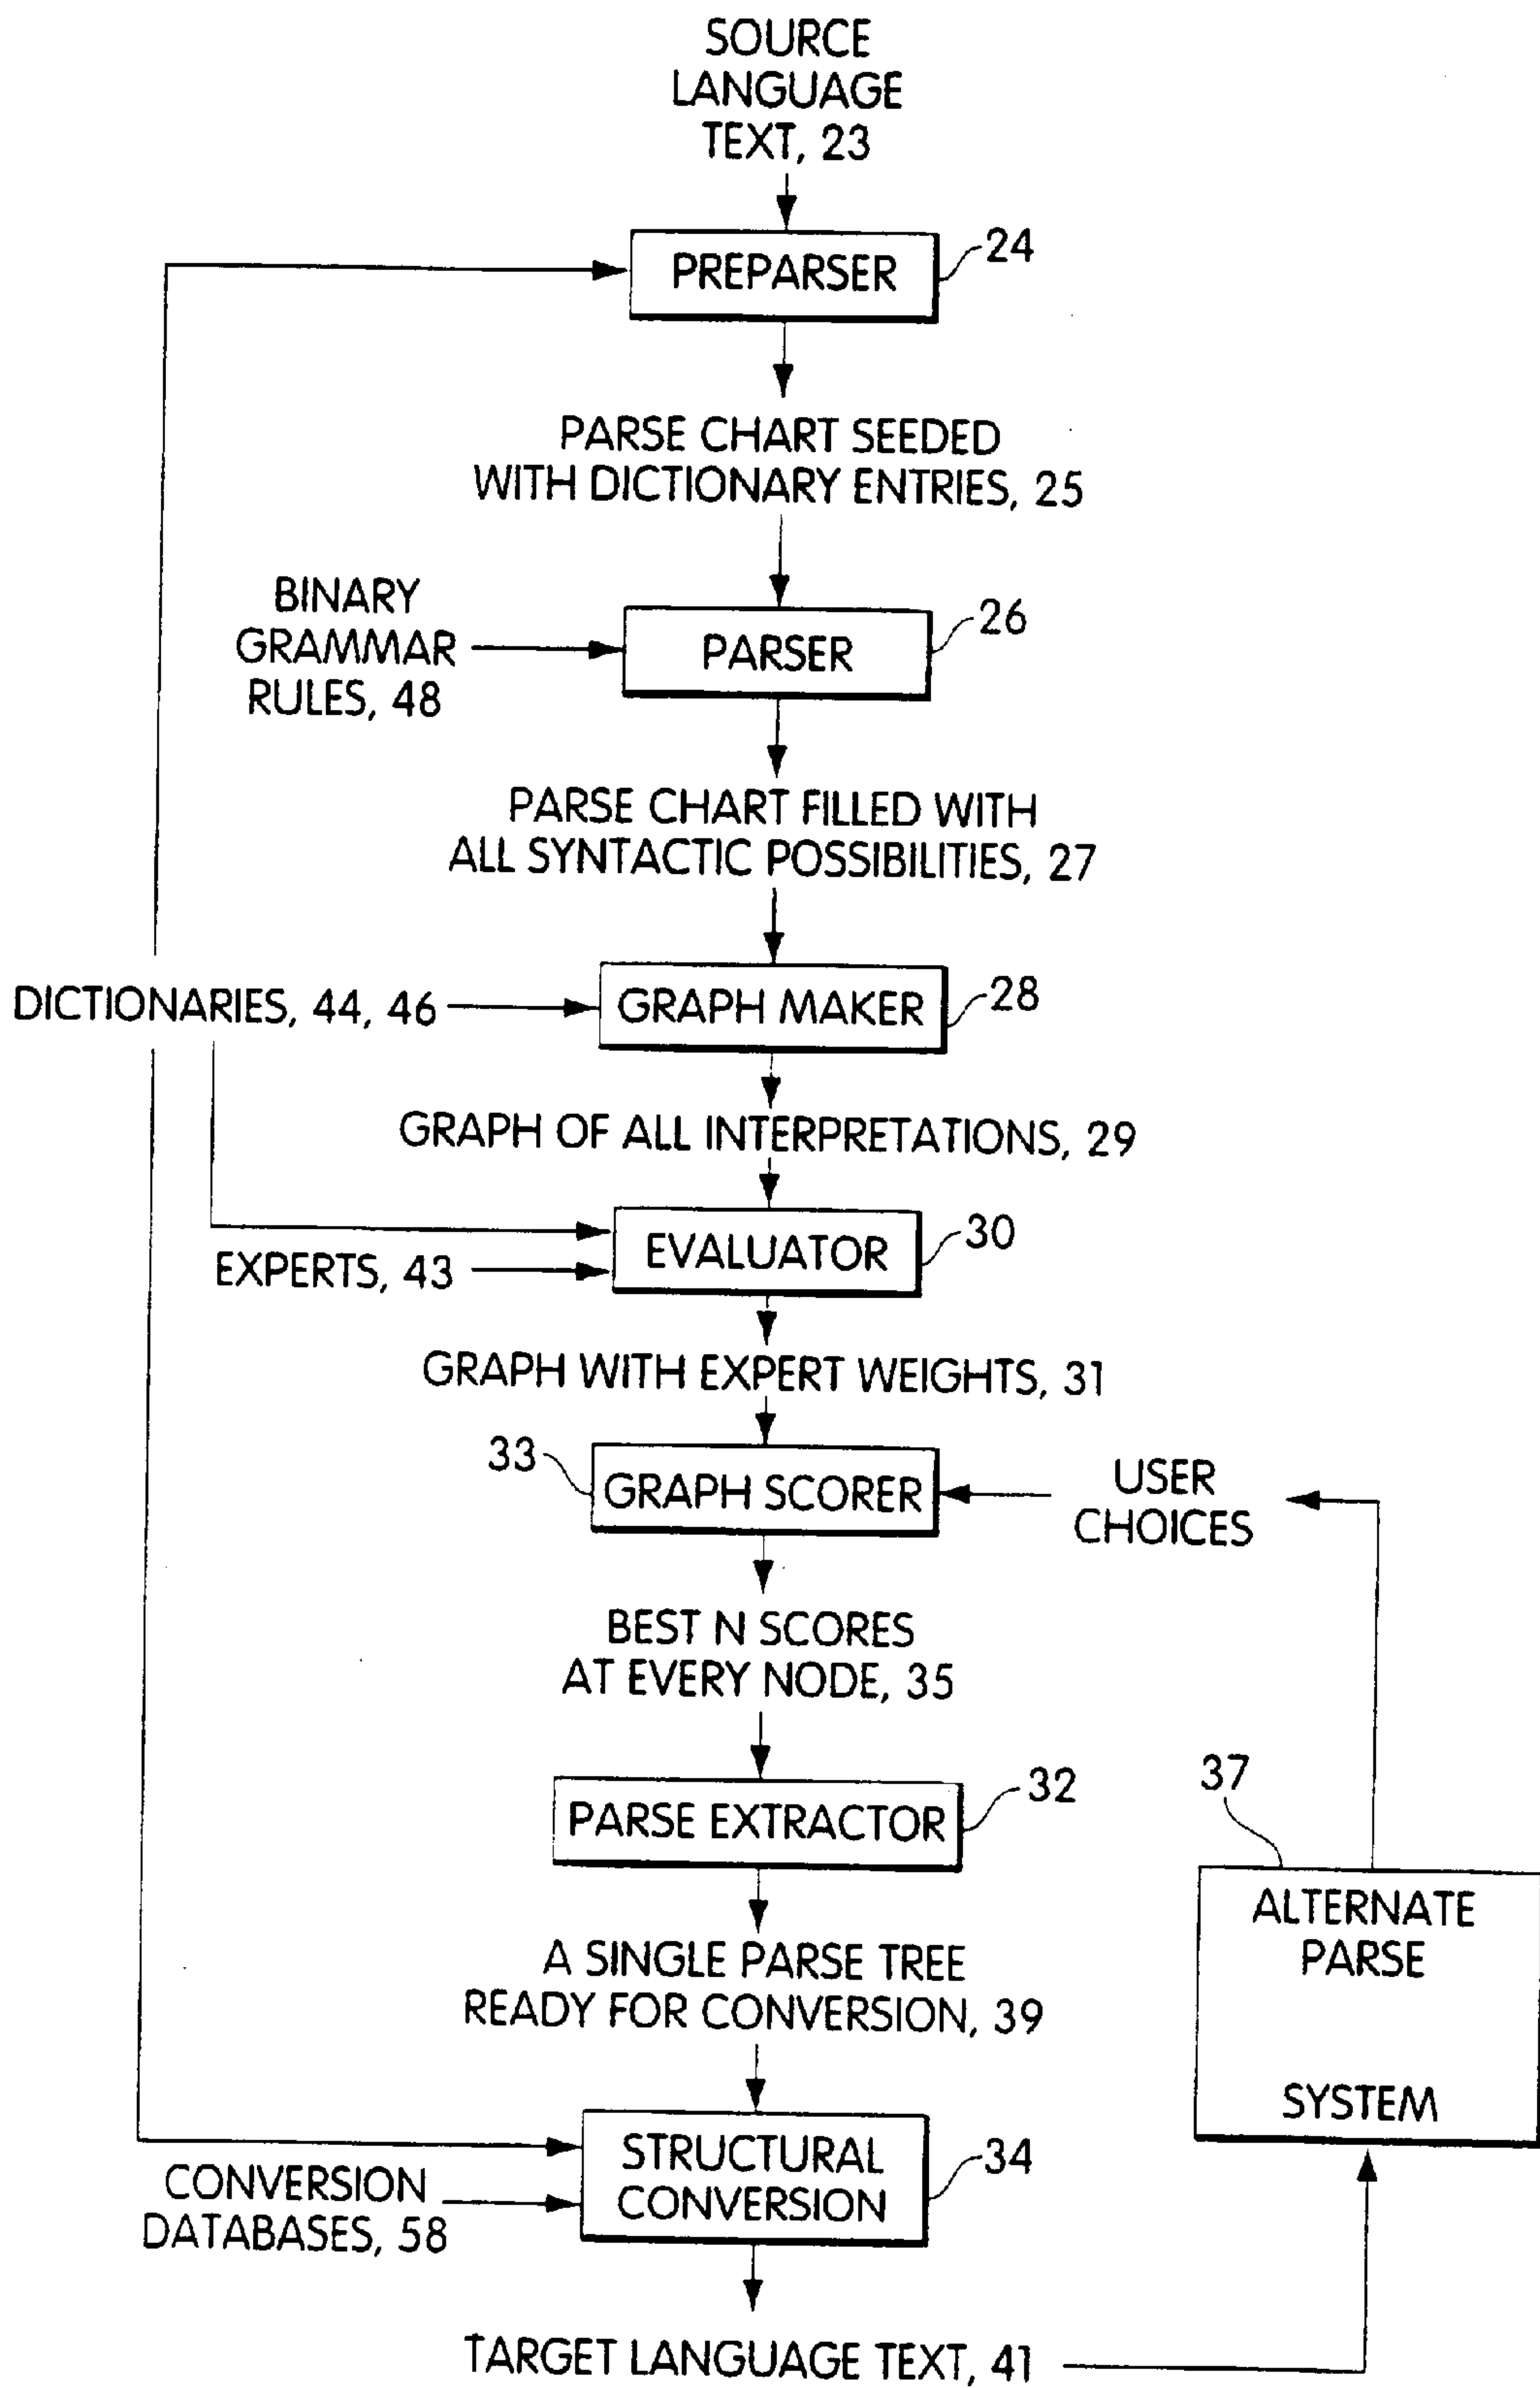 SOURCE
LANGUAGE
TEXT, 23
PREPARSER
24
PARSE CHART SEEDED
WITH DICTIONARY ENTRIES, 25
BINARY
GRAMMAR
RULES, 48
PARSER
26
PARSE CHART FILLED WITH
ALL SYNTACTIC POSSIBILITIES, 27
DICTIONARIES, 44, 46
GRAPH MAKER
28
GRAPH OF ALL INTERPRETATIONS, 29
EVALUATOR
30
EXPERTS, 43
GRAPH WITH EXPERT WEIGHTS, 31
33
GRAPH SCORER
USER
CHOICES
BEST N SCORES
AT EVERY NODE, 35
PARSE EXTRACTOR
32
37
ALTERNATE
PARSE
SYSTEM
A SINGLE PARSE TREE
READY FOR CONVERSION, 39
STRUCTURAL
CONVERSION
34
CONVERSION
DATABASES, 58
TARGET LANGUAGE TEXT, 41